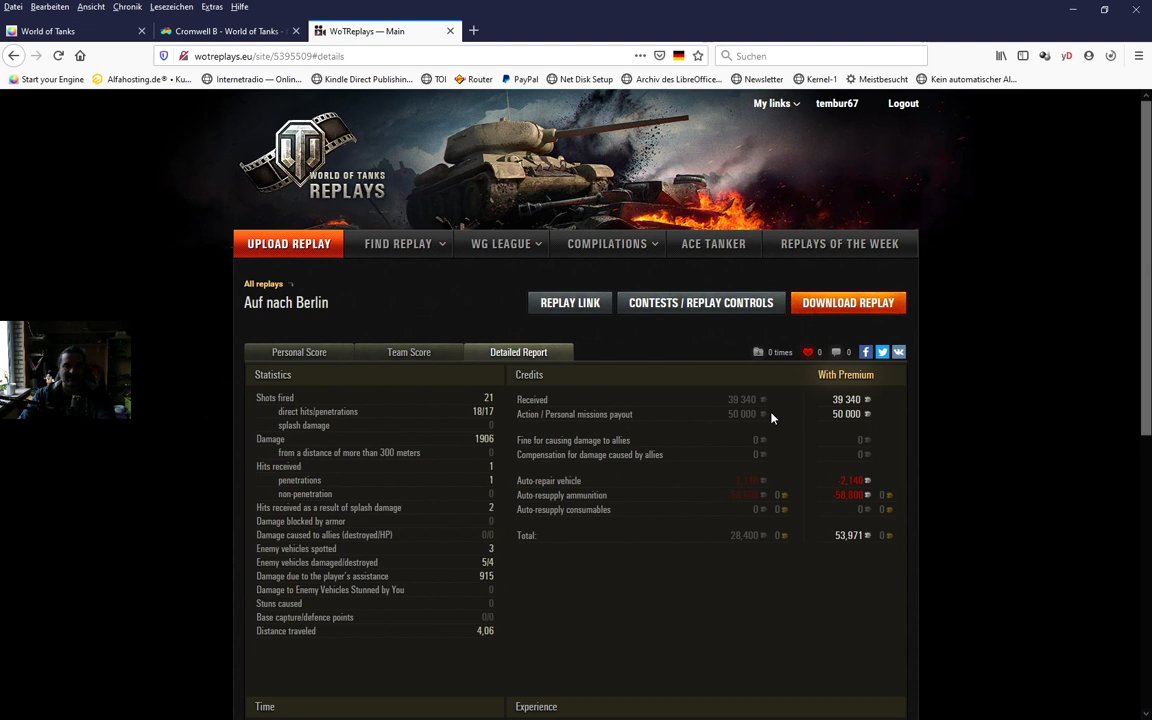 Datei Bearbeiten Ansicht Chronik Lesezeichen Extras Hilfe
World of Tanks
Cromwell B - World of Tanks -
WoTReplays — Main
wotreplays.eu/site/5395509#details
Suchen
Start your Engine
Alfahosting.de® • Ku...
Internetradio — Onlin...
Kindle Direct Publishin...
TOI
Router
PayPal
Net Disk Setup
Archiv des LibreOffice...
Newsletter
Kernel-1
Meistbesucht
Kein automatischer Al...
My links
tembur67
Logout
WORLD OF TANKS
REPLAYS
UPLOAD REPLAY
FIND REPLAY
WG LEAGUE
COMPILATIONS
ACE TANKER
REPLAYS OF THE WEEK
All replays
Auf nach Berlin
REPLAY LINK
CONTESTS / REPLAY CONTROLS
DOWNLOAD REPLAY
Personal Score
Team Score
Detailed Report
0 times
0
0
Statistics
Shots fired 21
direct hits/penetrations 18/17
splash damage 0
Damage 1906
from a distance of more than 300 meters 0
Hits received 1
penetrations 1
non-penetration 0
Hits received as a result of splash damage 2
Damage blocked by armor 0
Damage caused to allies (destroyed/HP) 0/0
Enemy vehicles spotted 3
Enemy vehicles damaged/destroyed 5/4
Damage due to the player's assistance 915
Damage to Enemy Vehicles Stunned by You 0
Stuns caused 0
Base capture/defence points 0/0
Distance traveled 4,06
Credits With Premium
Received 39 340 39 340
Action / Personal missions payout 50 000 50 000
Fine for causing damage to allies 0 0
Compensation for damage caused by allies 0 0
Auto-repair vehicle -2,140
Auto-resupply ammunition 0 -58,800 0
Auto-resupply consumables 0 0 0 0
Total: 28,400 0 53,971 0
Time
Experience